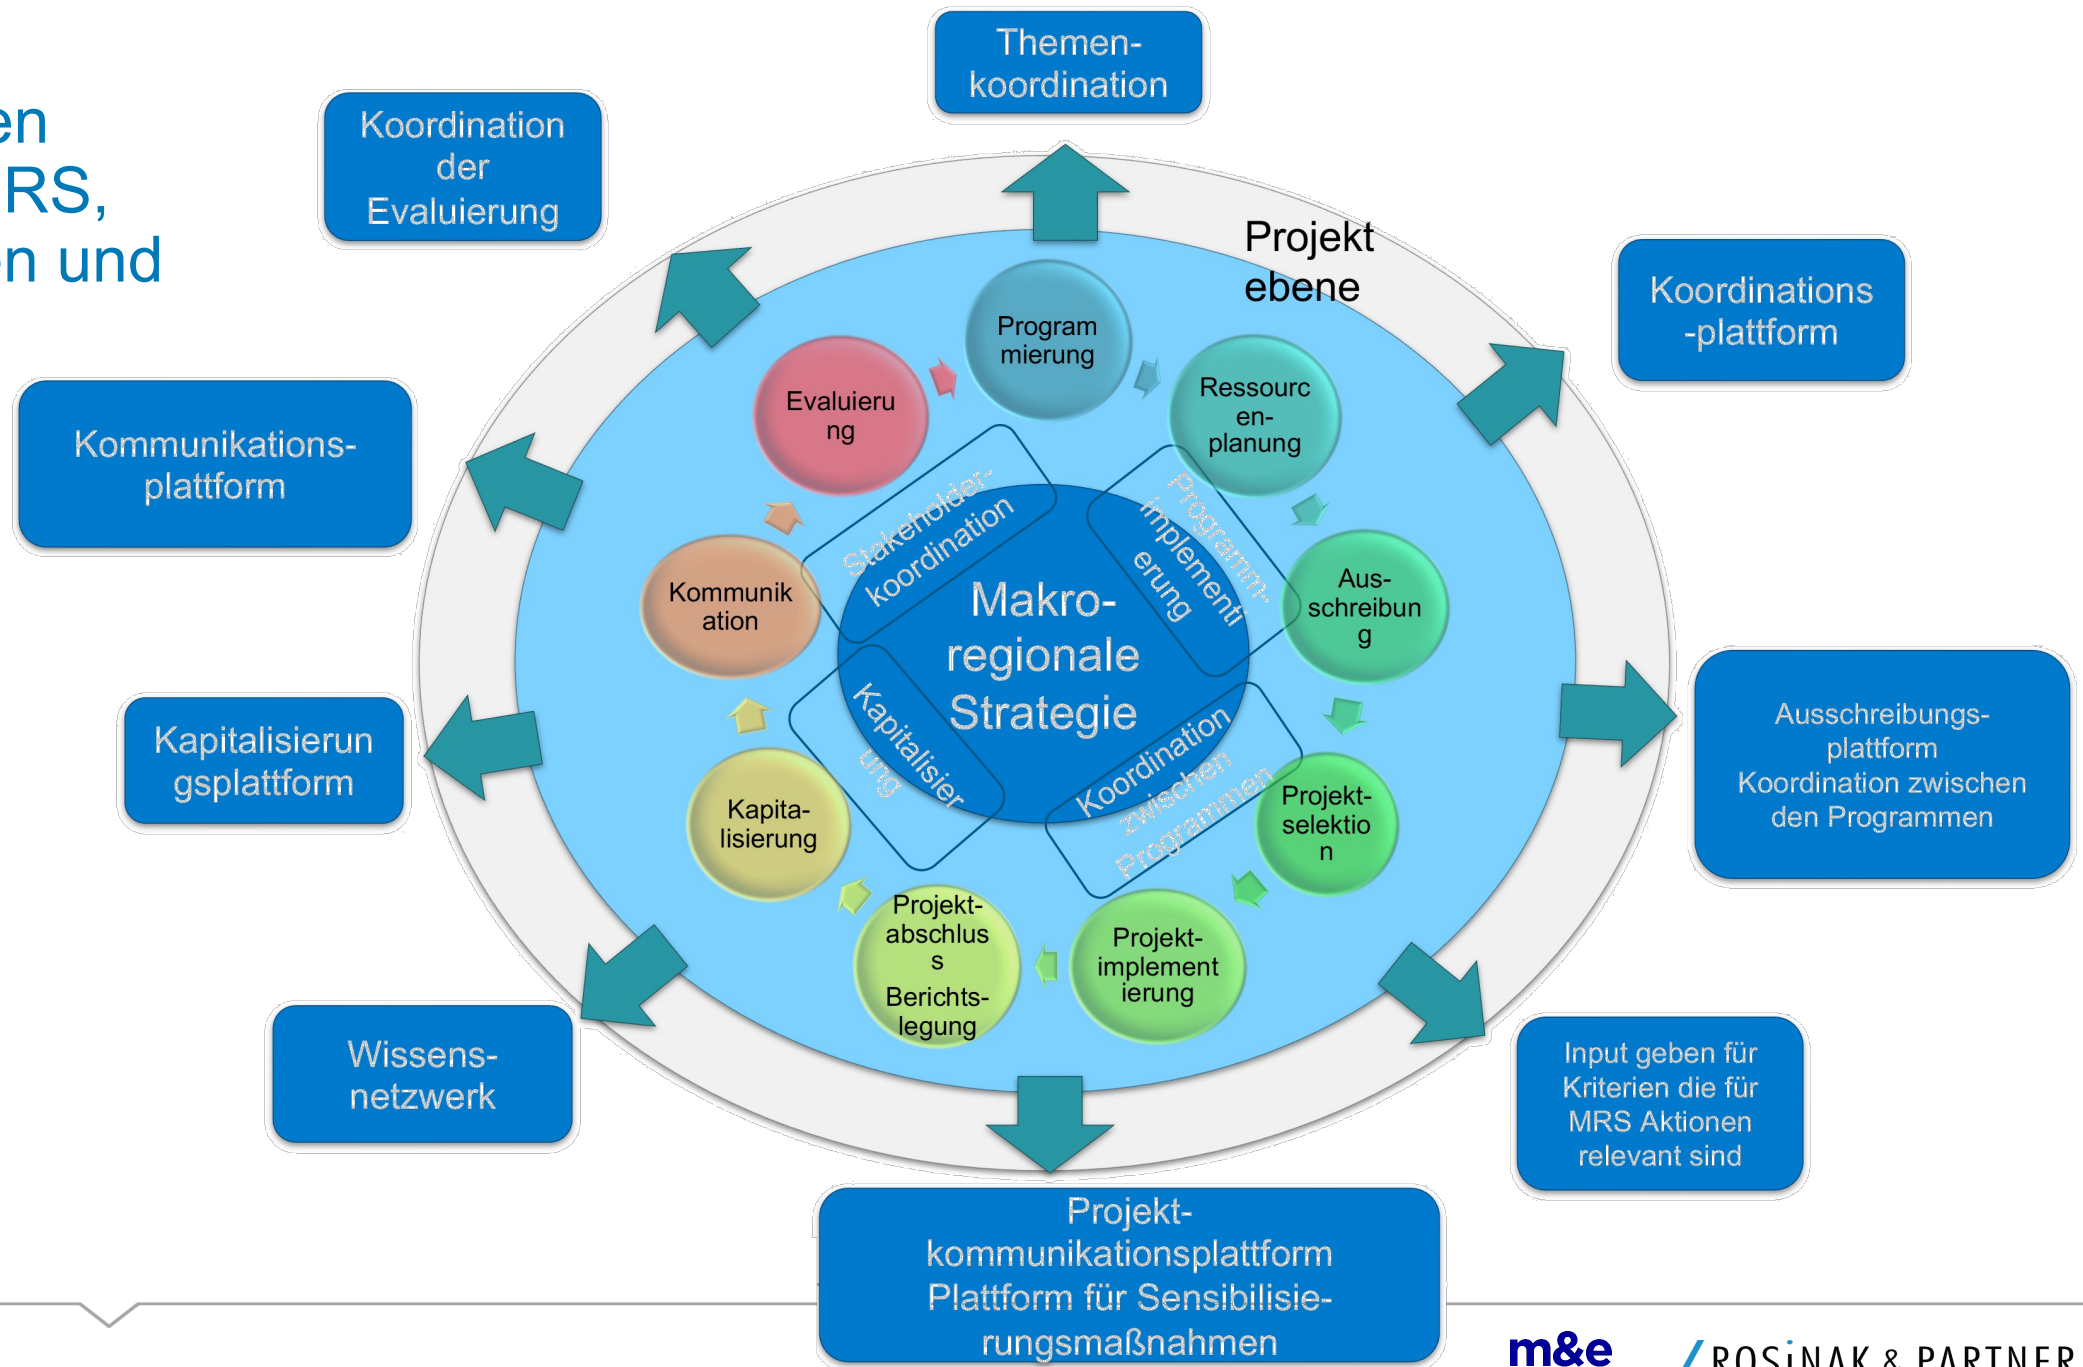 en
RS,
en und
Themen-
koordination
Koordination
der
Evaluierung
Projekt
ebene
Koordinations
-plattform
Kommunikations-
plattform
Program
mierung
Ressourc
en-
planung
Evaluieru
ng
Stakeholder-
koordination
Programm-
implementi
erung
Aus-
schreibun
g
Kommunik
ation
Makro-
regionale
Strategie
Kapitalisierun
gsplattform
Kapitalisier
ung
Koordination
zwischen
Programmen
Ausschreibungs-
plattform
Koordination zwischen
den Programmen
Kapita-
lisierung
Projekt-
selektio
n
Projekt-
abschlus
s
Berichts-
legung
Projekt-
implement
ierung
Wissens-
netzwerk
Input geben für
Kriterien die für
MRS Aktionen
relevant sind
Projekt-
kommunikationsplattform
Plattform für Sensibilisie-
rungsmaßnahmen
m&e
ROSiNAK & PARTNER